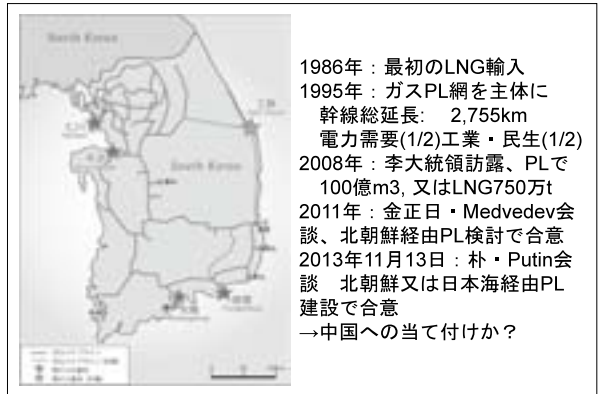 North Korea
South Korea
1986年：最初のLNG輸入
1995年：ガスPL網を主体に
幹線総延長:　2,755km
電力需要(1/2)工業・民生(1/2)
2008年：李大統領訪露、PLで
100億m3, 又はLNG750万t
2011年：金正日・Medvedev会
談、北朝鮮経由PL検討で合意
2013年11月13日：朴・Putin会
談　北朝鮮又は日本海経由PL
建設で合意
→中国への当て付けか？